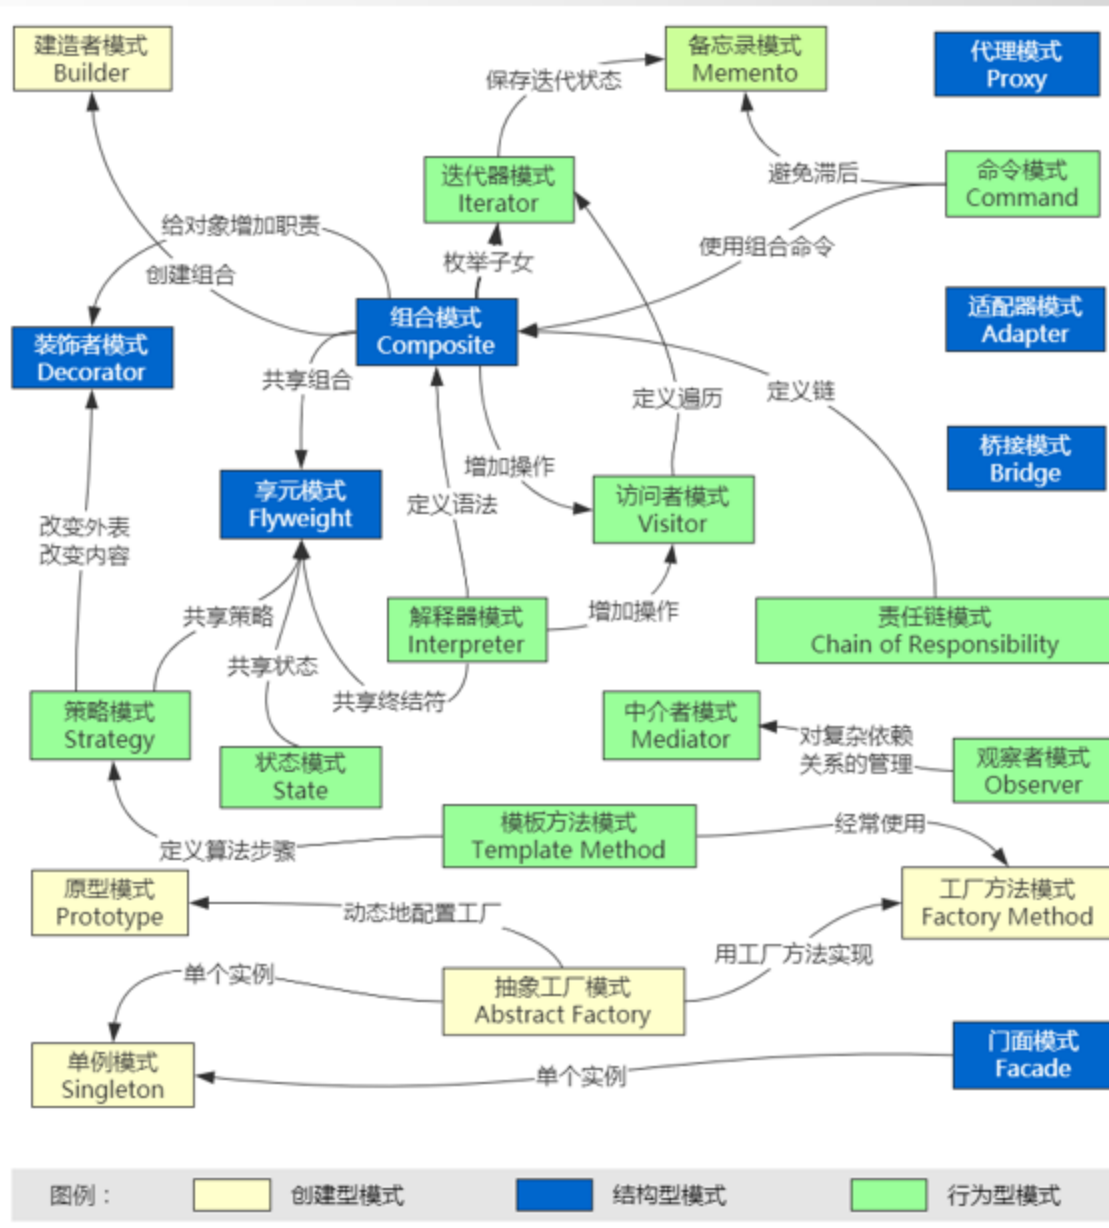 建造者模式
Builder
备忘录模式
Memento
代理模式
Proxy
保存迭代状态
迭代器模式
Iterator
避免滞后
命令模式
Command
给对象增加职责
创建组合
枚举子女
使用组合命令
组合模式
Composite
适配器模式
Adapter
装饰者模式
Decorator
共享组合
定义遍历
定义链
桥接模式
Bridge
增加操作
享元模式
Flyweight
定义语法
访问者模式
Visitor
改变外表
改变内容
共享策略
解释器模式
Interpreter
增加操作
责任链模式
Chain of Responsibility
共享状态
共享终结符
策略模式
Strategy
中介者模式
Mediator
对复杂依赖
关系的管理
观察者模式
Observer
状态模式
State
定义算法步骤
模板方法模式
Template Method
经常使用
原型模式
Prototype
动态地配置工厂
工厂方法模式
Factory Method
用工厂方法实现
单个实例
抽象工厂模式
Abstract Factory
单例模式
Singleton
单个实例
门面模式
Facade
图例：
创建型模式
结构型模式
行为型模式